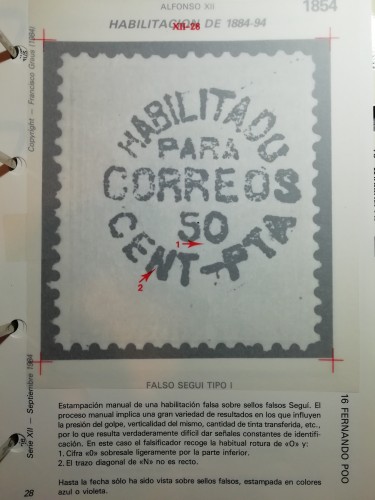 ALFONSO XII
1854
HABILITACION DE 1884-94
XII-28
HABILITADO
PARA
CORREOS
50
CENT-PTA
1
2
FALSO SEGUI TIPO I
Estampación manual de una habilitación falsa sobre sellos falsos Seguí. El
proceso manual implica una gran variedad de resultados en los que influyen
la presión del golpe, verticalidad del mismo, cantidad de tinta transferida, etc.,
por lo que resulta verdaderamente difícil dar señales constantes de identifi-
cación. En este caso el falsificador recoge la habitual rotura de «O» y:
1. Cifra «0» sobresale ligeramente por la parte inferior.
2. El trazo diagonal de «N» no es recto.
Hasta la fecha sólo ha sido vista sobre sellos falsos, estampada en colores
azul o violeta.
28
Serie XII — Septiembre 1984
Copyright — Francisco Graus (1984)
16 FERNANDO POO